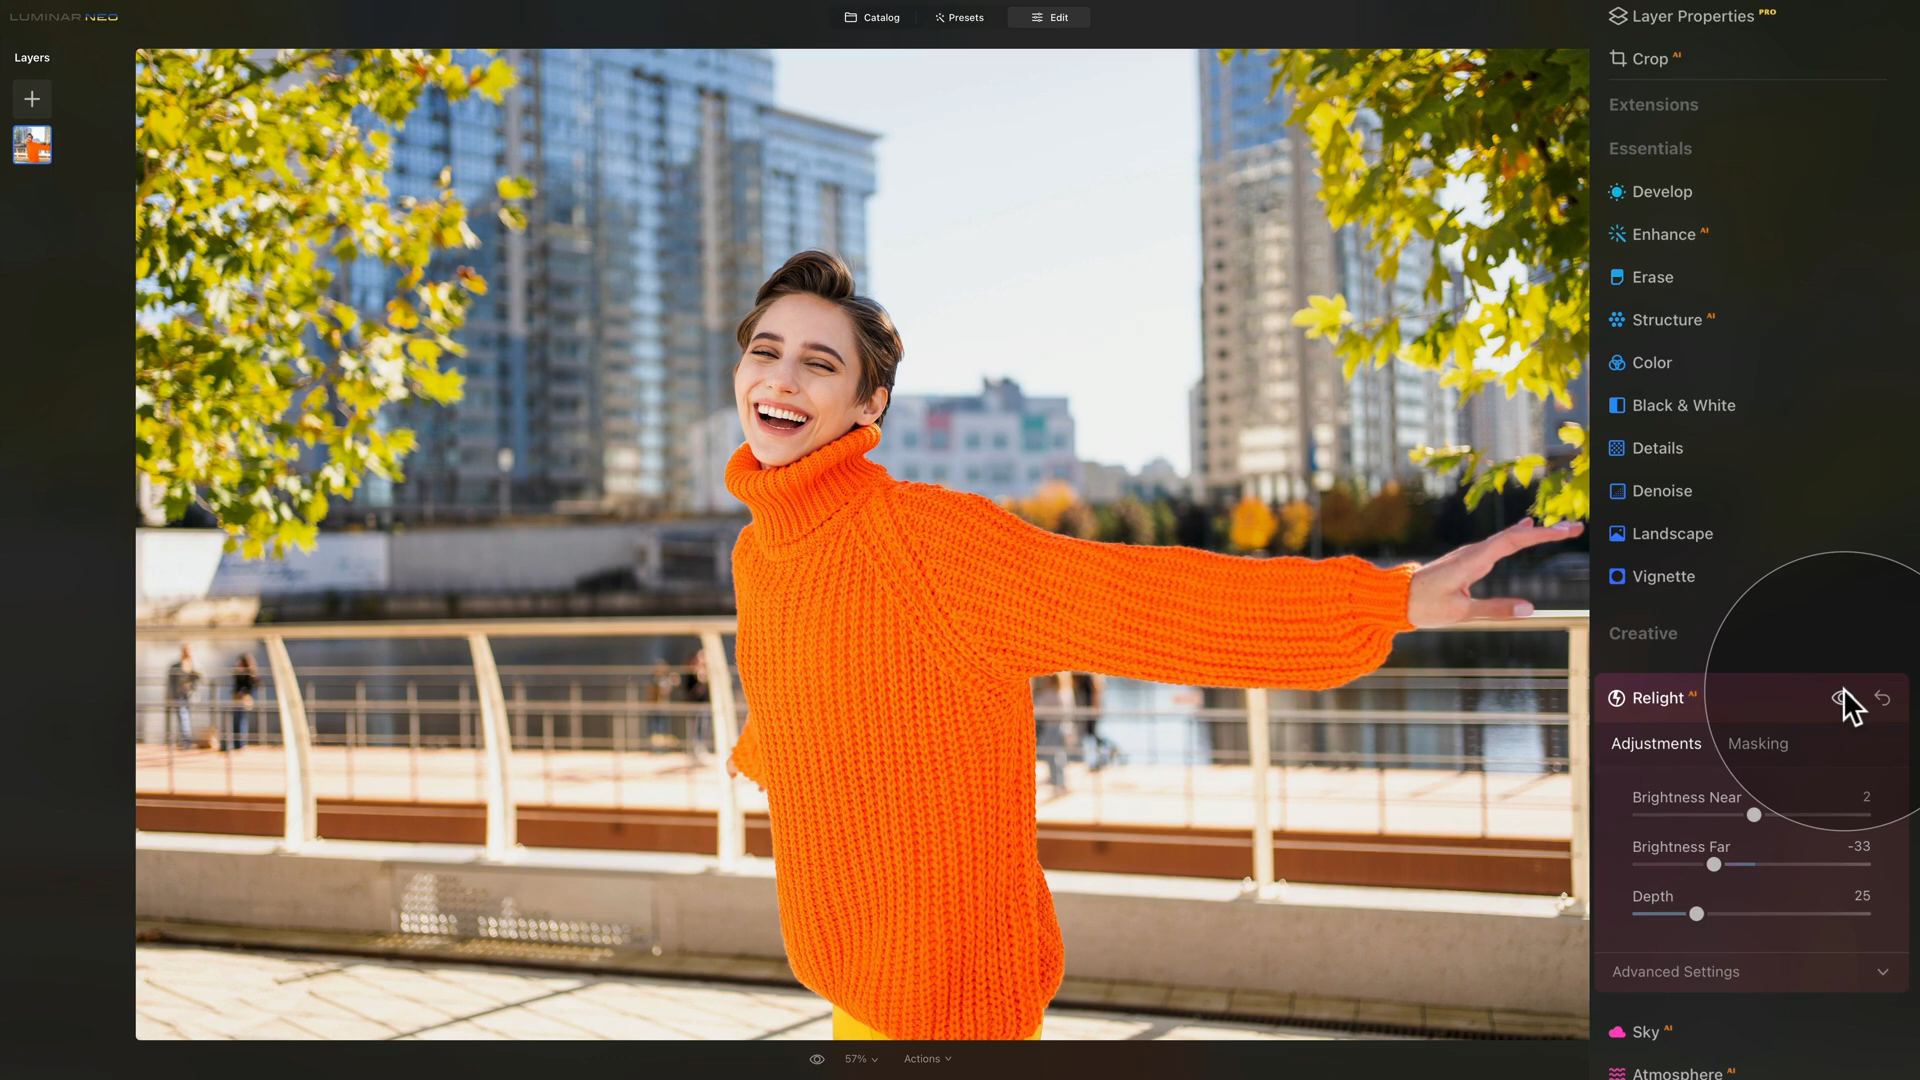 LUMINAR NEO
Catalog
Presets
Edit
Layers
Layer Properties PRO
Crop AI
Extensions
Essentials
Develop
Enhance AI
Erase
Structure AI
Color
Black & White
Details
Denoise
Landscape
Vignette
Creative
Relight AI
Adjustments Masking
Brightness Near 2
Brightness Far -33
Depth 25
Advanced Settings
Sky AI
Atmosphere AI
57% Actions